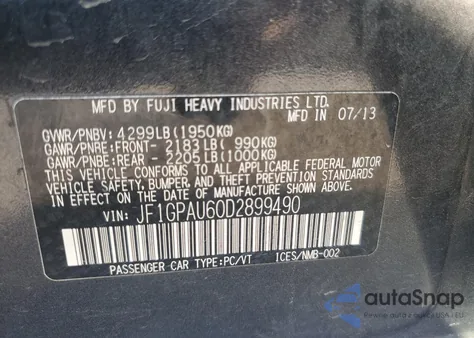 MFD BY FUJI HEAVY INDUSTRIES LTD.
MFD IN 07/13
GVWR/PNBV: 4299LB(1950KG)
GAWR/PNBE:FRONT- 2183LB( 990KG)
GAWR/PNBE:REAR - 2205LB(1000KG)
THIS VEHICLE CONFORMS TO ALL APPLICABLE FEDERAL MOTOR
VEHICLE SAFETY, BUMPER, AND THEFT PREVENTION STANDARDS
IN EFFECT ON THE DATE OF MANUFACTURE SHOWN ABOVE.
VIN: JF1GPAU60D2899490
PASSENGER CAR TYPE:PC/VT ICES/NMB-002
autoSnap